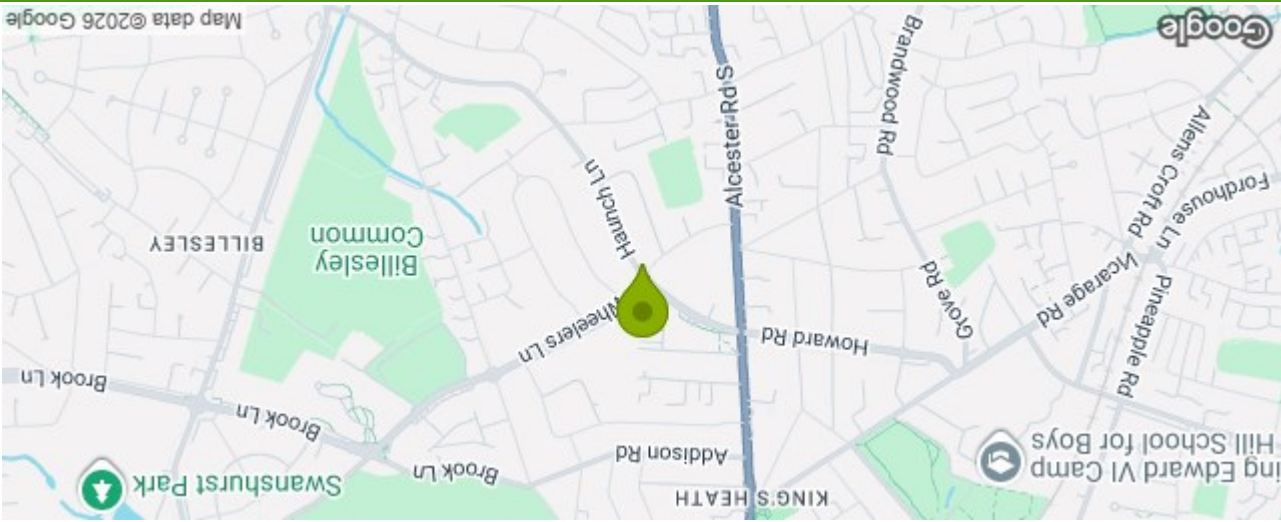 KING'S HEATH
Swanshurst Park
ing Edward VI Camp
Hill School for Boys
Addison Rd
Brook Ln
Brook Ln
Brook Ln
Pineapple Rd
Vicarage Rd
Grove Rd
Howard Rd
Wheelers Ln
Fordhouse Ln
Allens Croft Rd
Haunch Ln
Billesley
Common
BILLESLEY
Brandwood Rd
Alcester Rd S
Google
Map data ©2026 Google